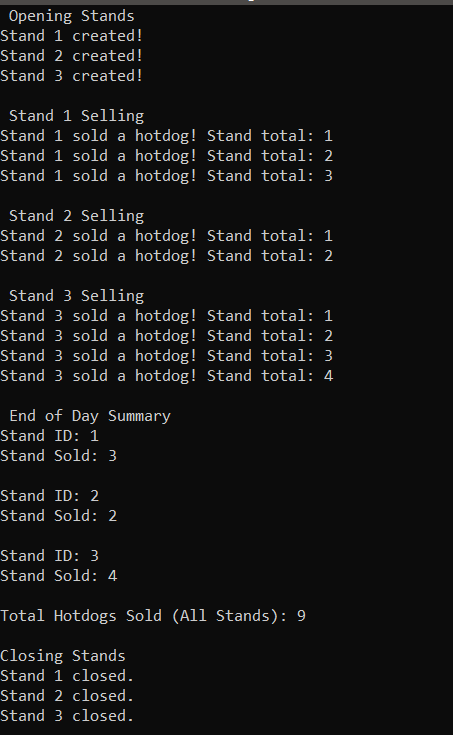 Opening Stands
Stand 1 created!
Stand 2 created!
Stand 3 created!

Stand 1 Selling
Stand 1 sold a hotdog! Stand total: 1
Stand 1 sold a hotdog! Stand total: 2
Stand 1 sold a hotdog! Stand total: 3

Stand 2 Selling
Stand 2 sold a hotdog! Stand total: 1
Stand 2 sold a hotdog! Stand total: 2

Stand 3 Selling
Stand 3 sold a hotdog! Stand total: 1
Stand 3 sold a hotdog! Stand total: 2
Stand 3 sold a hotdog! Stand total: 3
Stand 3 sold a hotdog! Stand total: 4

End of Day Summary
Stand ID: 1
Stand Sold: 3

Stand ID: 2
Stand Sold: 2

Stand ID: 3
Stand Sold: 4

Total Hotdogs Sold (All Stands): 9

Closing Stands
Stand 1 closed.
Stand 2 closed.
Stand 3 closed.